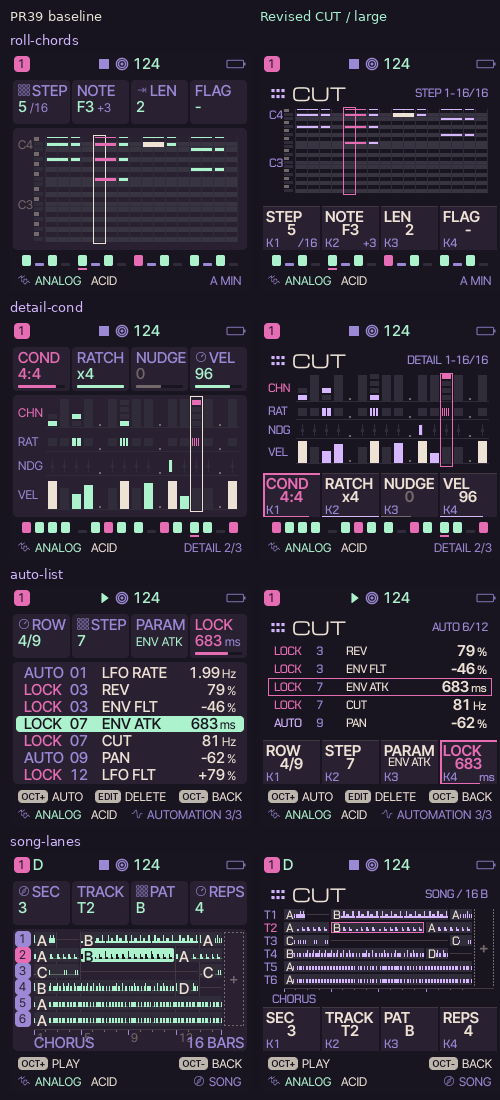 PR39 baseline
Revised CUT / large
roll-chords
1 124
STEP NOTE LEN FLAG
5 /16 F3 +3 2 -
C4
C3
ANALOG ACID A MIN
1 124
CUT STEP 1-16/16
C4
C3
STEP NOTE LEN FLAG
5 F3 2 -
K1 /16 K2 +3 K3 K4
ANALOG ACID A MIN
detail-cond
1 124
COND RATCH NUDGE VEL
4:4 x4 0 96
CHN
RAT
NDG
VEL
ANALOG ACID DETAIL 2/3
1 124
CUT DETAIL 1-16/16
CHN
RAT
NDG
VEL
COND RATCH NUDGE VEL
4:4 x4 0 96
K1 K2 K3 K4
ANALOG ACID DETAIL 2/3
auto-list
1 124
ROW STEP PARAM LOCK
4/9 7 ENV ATK 683 ms
AUTO 01 LFO RATE 1.99 Hz
LOCK 03 REV 79 %
LOCK 03 ENV FLT -46 %
LOCK 07 ENV ATK 683 ms
LOCK 07 CUT 81 Hz
AUTO 09 PAN -62 %
LOCK 12 LFO FLT +79 %
OCT+ AUTO EDIT DELETE OCT- BACK
ANALOG ACID AUTOMATION 3/3
1 124
CUT AUTO 6/12
LOCK 3 REV 79 %
LOCK 3 ENV FLT -46 %
LOCK 7 ENV ATK 683 ms
LOCK 7 CUT 81 Hz
AUTO 9 PAN -62 %
ROW STEP PARAM LOCK
4/9 7 ENV ATK 683
K1 K2 K3 K4 ms
OCT+ AUTO EDIT DELETE OCT- BACK
ANALOG ACID AUTOMATION 3/3
song-lanes
1 D 124
SEC TRACK PAT REPS
3 T2 B 4
1 A B A
2 A B A
3 C C
4 B D
5 A
6 A
CHORUS 9 16 BARS
OCT+ PLAY OCT- BACK
ANALOG ACID SONG
1 D 124
CUT SONG / 16 B
T1 A B A
T2 A B A
T3 C C
T4 B D
T5 A
T6 A
CHORUS
SEC TRACK PAT REPS
3 T2 B 4
K1 K2 K3 K4
OCT+ PLAY OCT- BACK
ANALOG ACID SONG